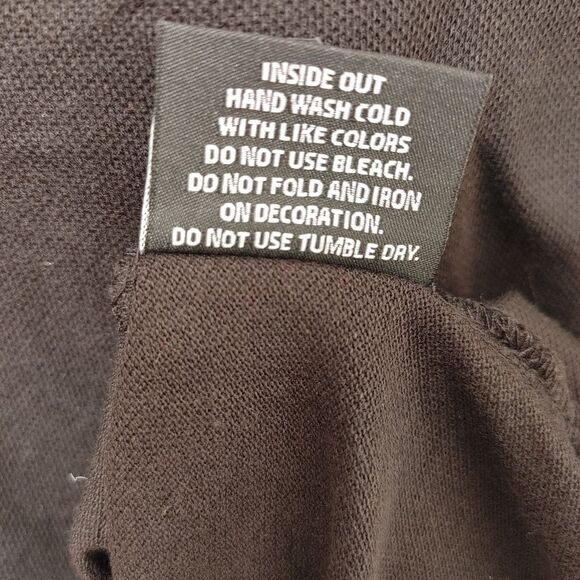 INSIDE OUT
HAND WASH COLD
WITH LIKE COLORS
DO NOT USE BLEACH.
DO NOT FOLD AND IRON
ON DECORATION.
DO NOT USE TUMBLE DRY.